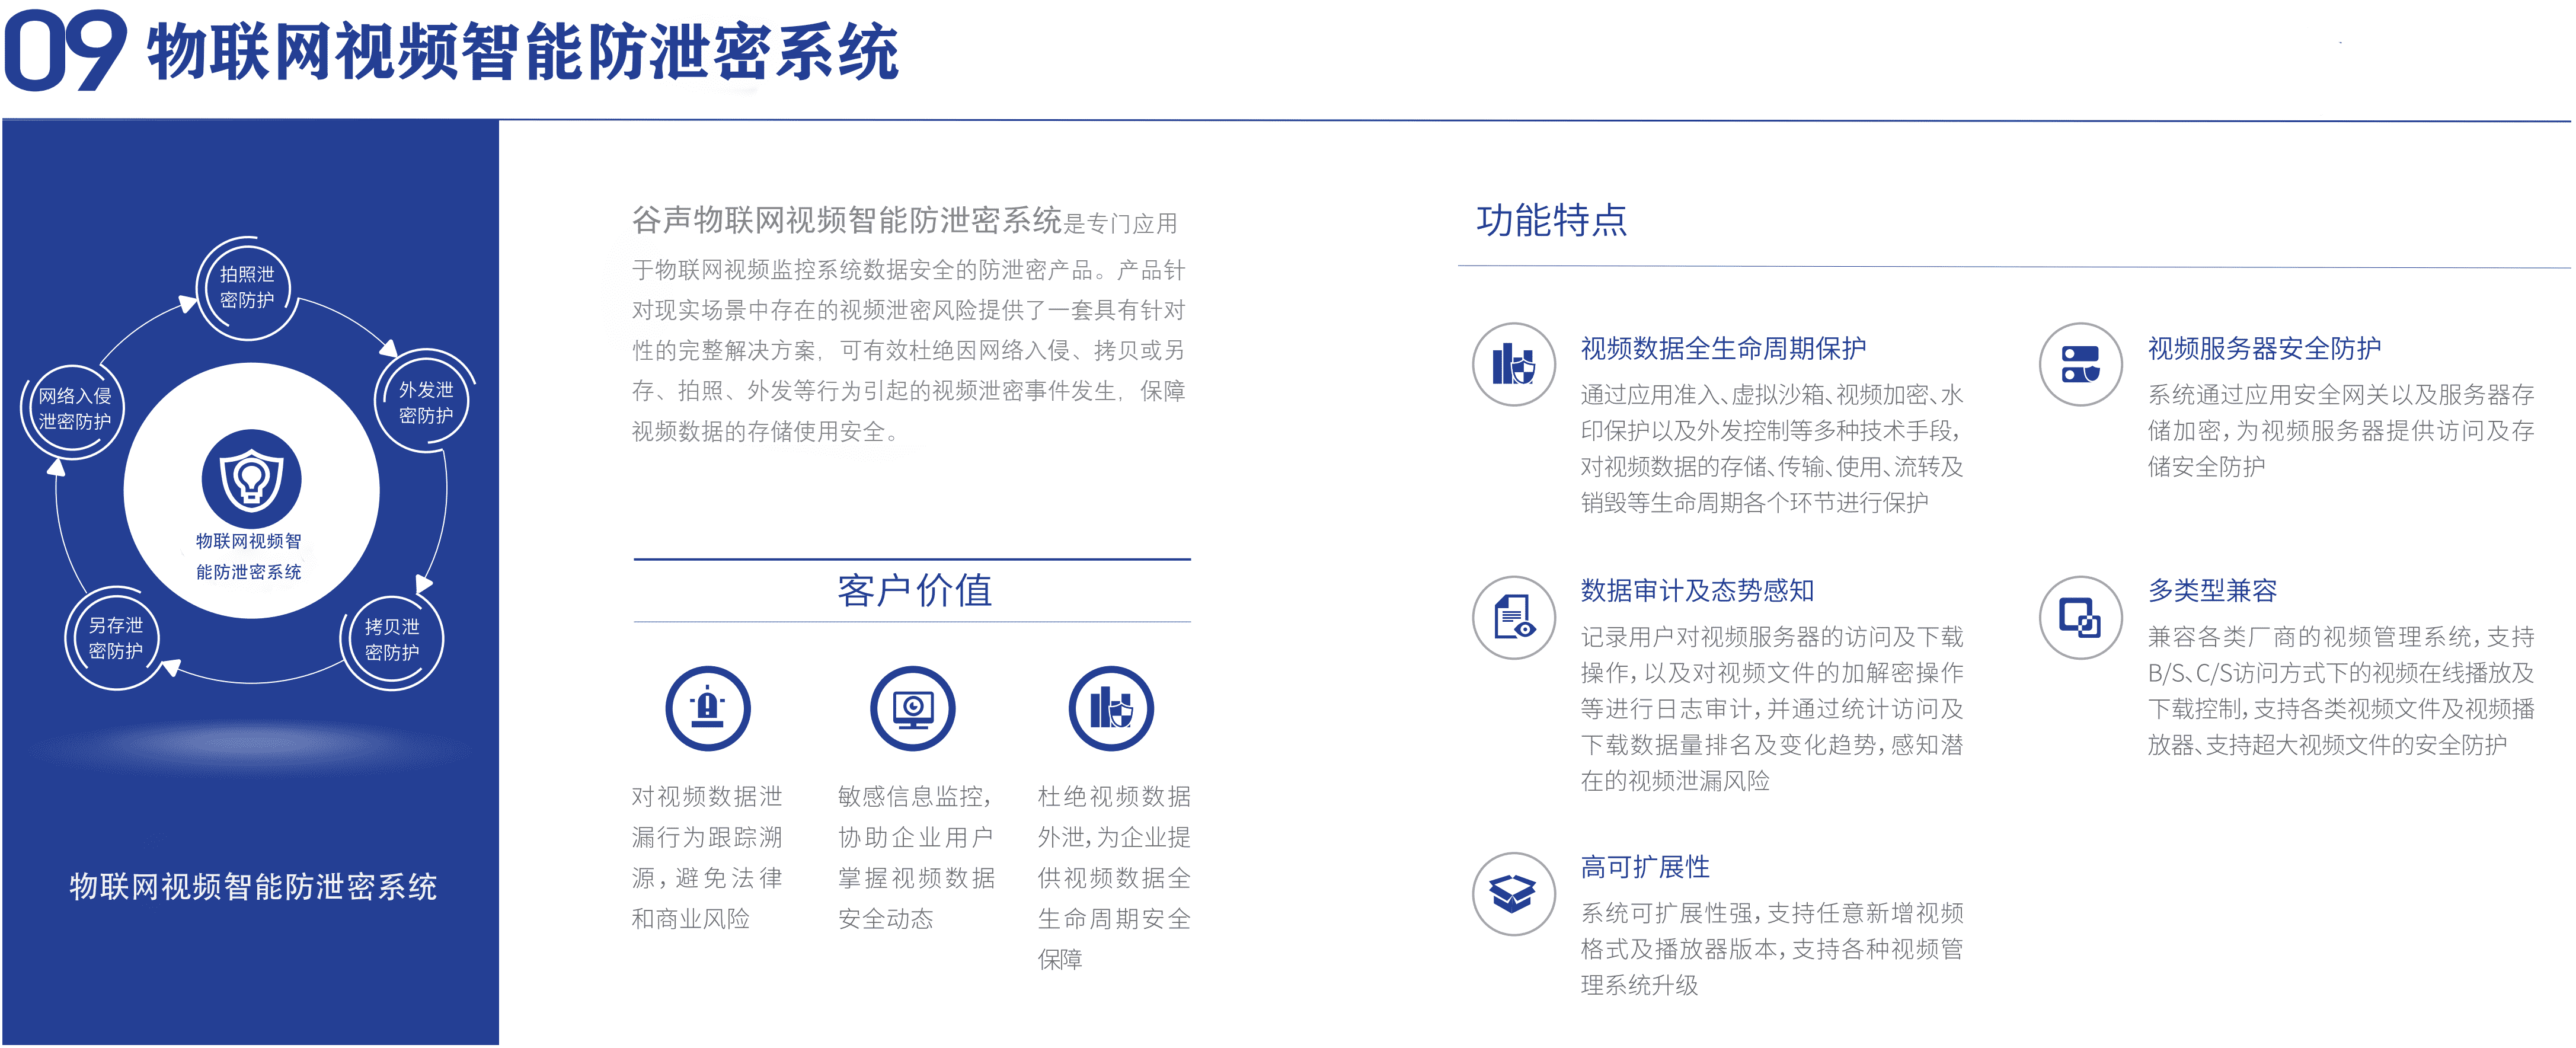 09 物联网视频智能防泄密系统
拍照泄
密防护
外发泄
密防护
拷贝泄
密防护
另存泄
密防护
网络入侵
泄密防护
物联网视频智
能防泄密系统
物联网视频智能防泄密系统
谷声物联网视频智能防泄密系统是专门应用
于物联网视频监控系统数据安全的防泄密产品。产品针
对现实场景中存在的视频泄密风险提供了一套具有针对
性的完整解决方案，可有效杜绝因网络入侵、拷贝或另
存、拍照、外发等行为引起的视频泄密事件发生，保障
视频数据的存储使用安全。
客户价值
对视频数据泄
漏行为跟踪溯
源，避免法律
和商业风险
敏感信息监控，
协助企业用户
掌握视频数据
安全动态
杜绝视频数据
外泄，为企业提
供视频数据全
生命周期安全
保障
功能特点
视频数据全生命周期保护
通过应用准入、虚拟沙箱、视频加密、水
印保护以及外发控制等多种技术手段，
对视频数据的存储、传输、使用、流转及
销毁等生命周期各个环节进行保护
视频服务器安全防护
系统通过应用安全网关以及服务器存
储加密，为视频服务器提供访问及存
储安全防护
数据审计及态势感知
记录用户对视频服务器的访问及下载
操作，以及对视频文件的加解密操作
等进行日志审计，并通过统计访问及
下载数据量排名及变化趋势，感知潜
在的视频泄漏风险
多类型兼容
兼容各类厂商的视频管理系统，支持
B/S、C/S访问方式下的视频在线播放及
下载控制，支持各类视频文件及视频播
放器、支持超大视频文件的安全防护
高可扩展性
系统可扩展性强，支持任意新增视频
格式及播放器版本，支持各种视频管
理系统升级